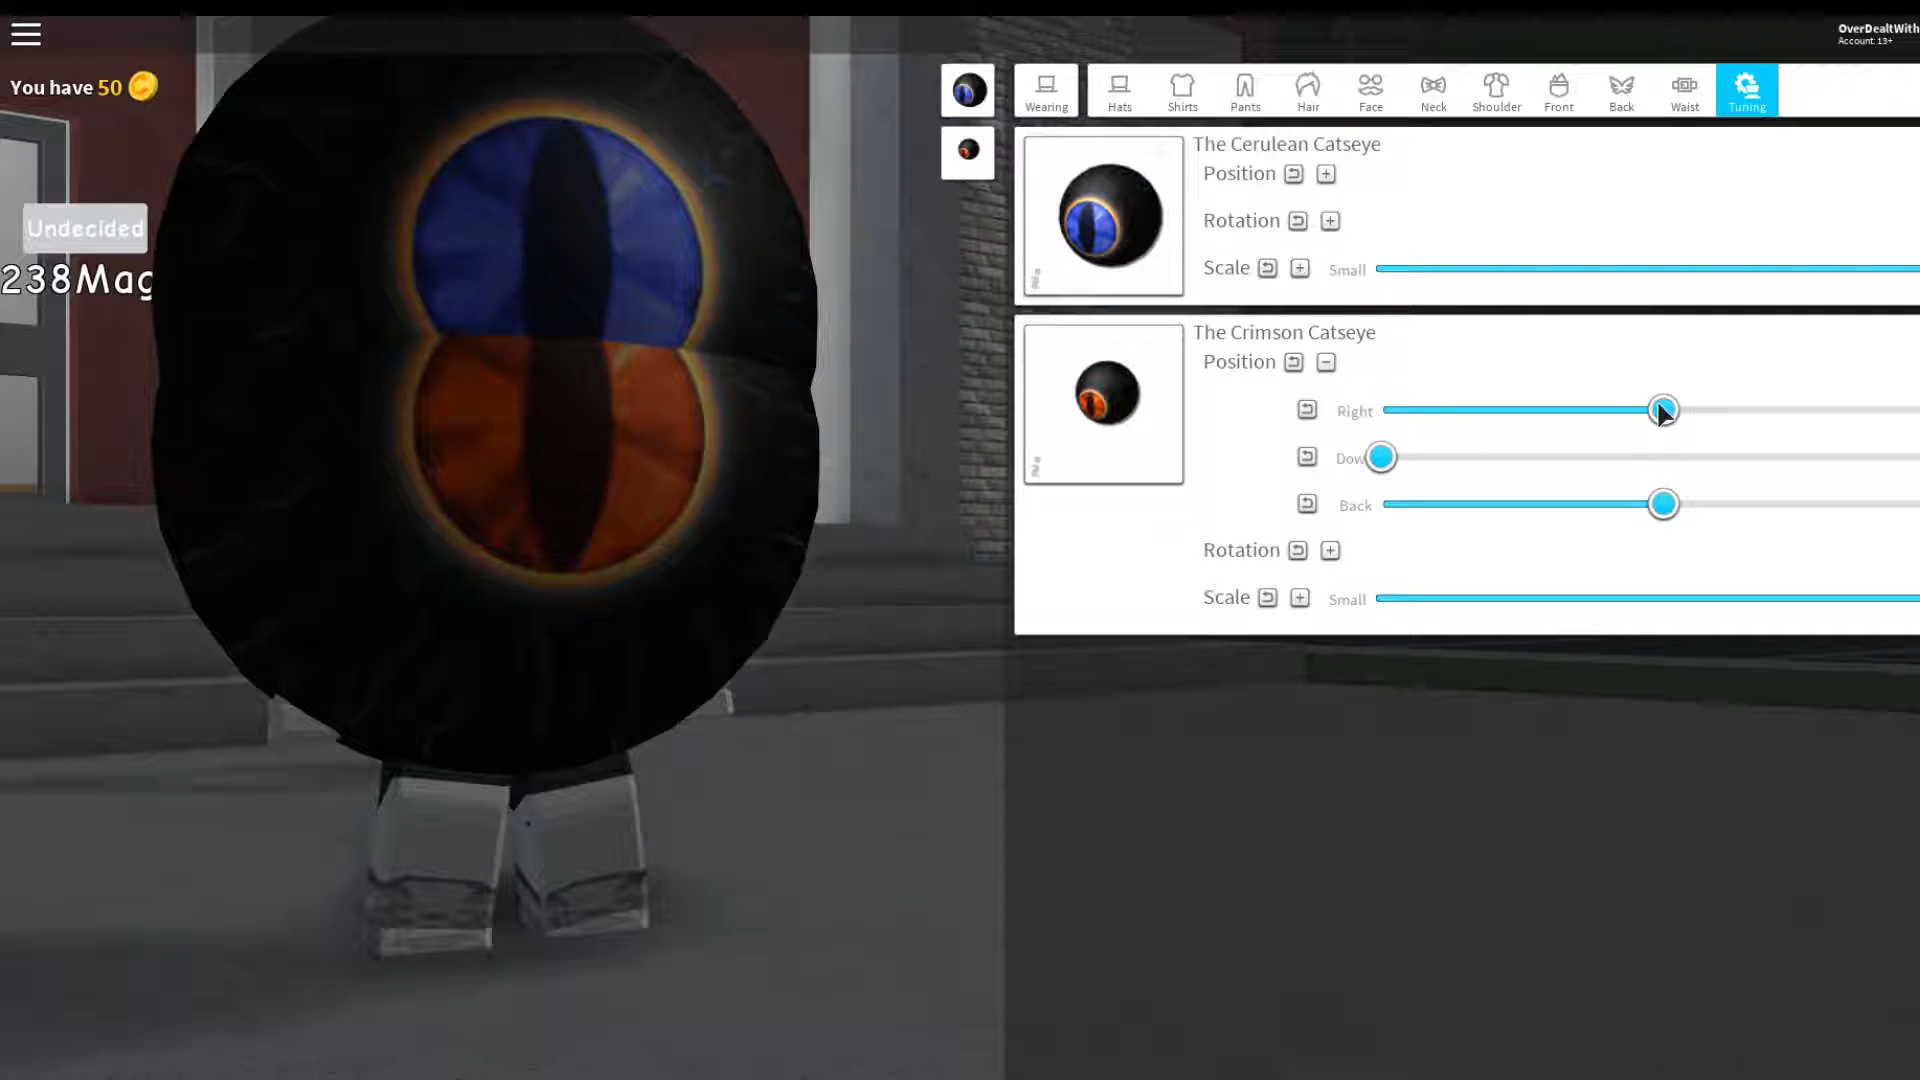 OverDealtWith
Account: 13+
You have 50
Wearing
Hats
Shirts
Pants
Hair
Face
Neck
Shoulder
Front
Back
Waist
Tuning
Undecided
238Mag
The Cerulean Catseye
Position
Rotation
Scale
Small
The Crimson Catseye
Position
Right
Dow
Back
Rotation
Scale
Small